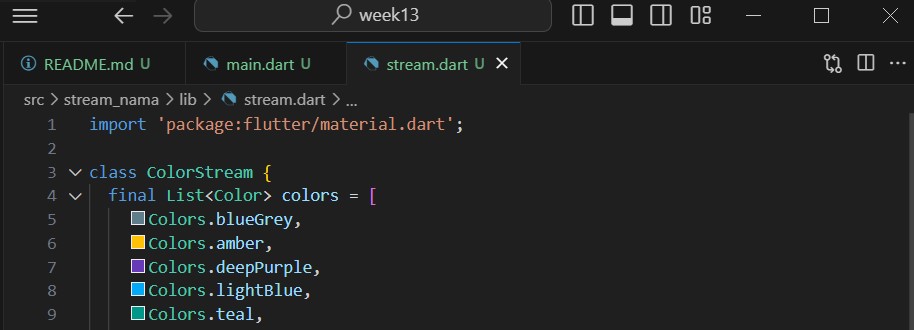 week13
README.md U
main.dart U
stream.dart U
src > stream_nama > lib > stream.dart > ...
1 import 'package:flutter/material.dart';
2
3 class ColorStream {
4 final List<Color> colors = [
5 Colors.blueGrey,
6 Colors.amber,
7 Colors.deepPurple,
8 Colors.lightBlue,
9 Colors.teal,